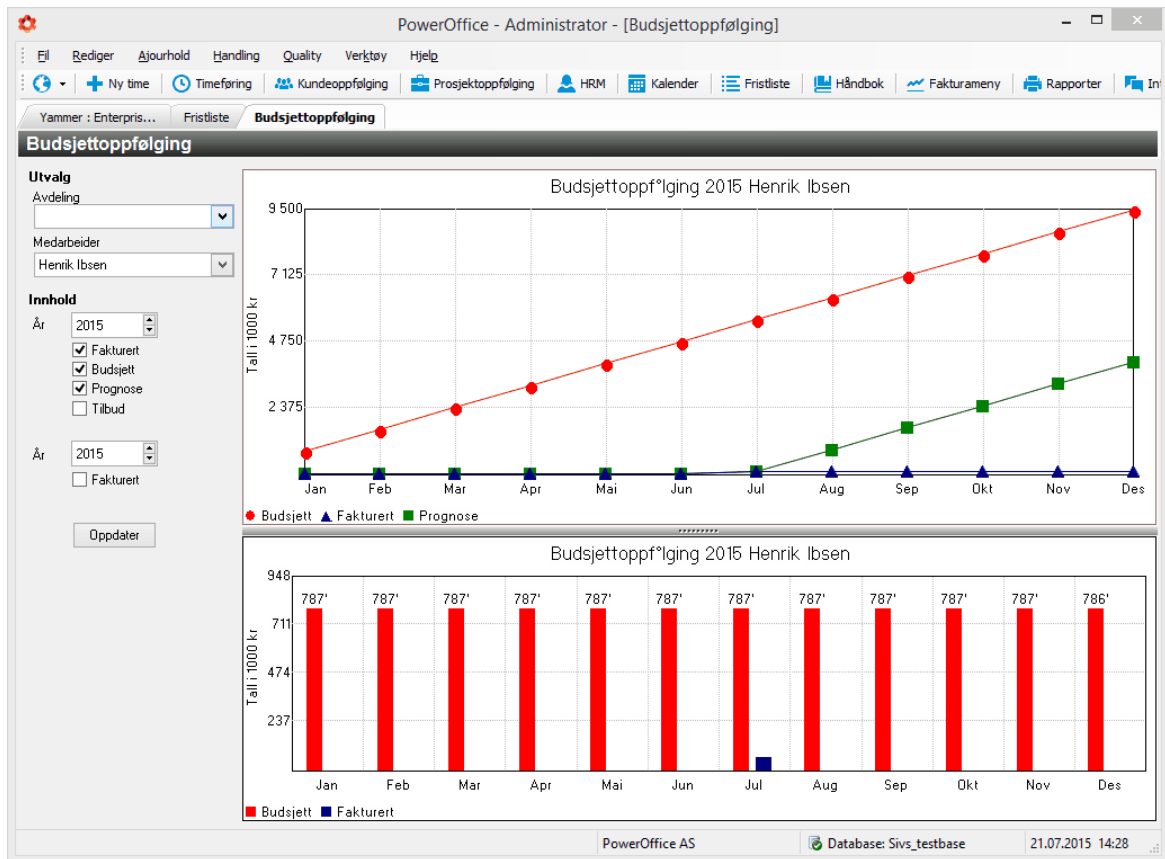 PowerOffice - Administrator - [Budsjettoppfølging]
Fil Rediger Ajourhold Handling Quality Verktøy Hjelp
Ny time Timeføring Kundeoppfølging Prosjektoppfølging HRM Kalender Fristliste Håndbok Fakturameny Rapporter Int
Yammer : Enterpris... Fristliste Budsjettoppfølging
Budsjettoppfølging
Utvalg
Avdeling
Medarbeider
Henrik Ibsen
Innhold
År 2015
Fakturert
Budsjett
Prognose
Tilbud
År 2015
Fakturert
Oppdater
Budsjettoppf°lging 2015 Henrik Ibsen
Tall i 1000 kr
9 500
7 125
4 750
2 375
Jan Feb Mar Apr Mai Jun Jul Aug Sep Okt Nov Des
Budsjett Fakturert Prognose
Budsjettoppf°lging 2015 Henrik Ibsen
Tall i 1000 kr
948
711
474
237
787' 787' 787' 787' 787' 787' 787' 787' 787' 787' 787' 786'
Jan Feb Mar Apr Mai Jun Jul Aug Sep Okt Nov Des
Budsjett Fakturert
PowerOffice AS Database: Sivs_testbase 21.07.2015 14:28